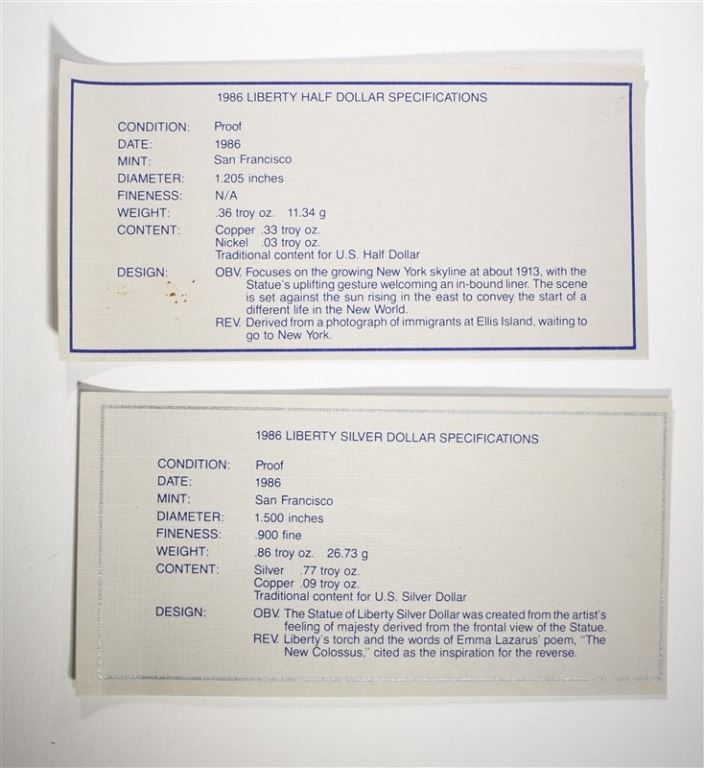 1986 LIBERTY HALF DOLLAR SPECIFICATIONS
CONDITION: Proof
DATE: 1986
MINT: San Francisco
DIAMETER: 1.205 inches
FINENESS: N/A
WEIGHT: .36 troy oz. 11.34 g
CONTENT: Copper .33 troy oz.
Nickel .03 troy oz.
Traditional content for U.S. Half Dollar
DESIGN: OBV. Focuses on the growing New York skyline at about 1913, with the
Statue's uplifting gesture welcoming an in-bound liner. The scene
is set against the sun rising in the east to convey the start of a
different life in the New World.
REV. Derived from a photograph of immigrants at Ellis Island, waiting to
go to New York.
1986 LIBERTY SILVER DOLLAR SPECIFICATIONS
CONDITION: Proof
DATE: 1986
MINT: San Francisco
DIAMETER: 1.500 inches
FINENESS: .900 fine
WEIGHT: .86 troy oz. 26.73 g
CONTENT: Silver .77 troy oz.
Copper .09 troy oz.
Traditional content for U.S. Silver Dollar
DESIGN: OBV. The Statue of Liberty Silver Dollar was created from the artist's
feeling of majesty derived from the frontal view of the Statue.
REV. Liberty's torch and the words of Emma Lazarus' poem, "The
New Colossus," cited as the inspiration for the reverse.